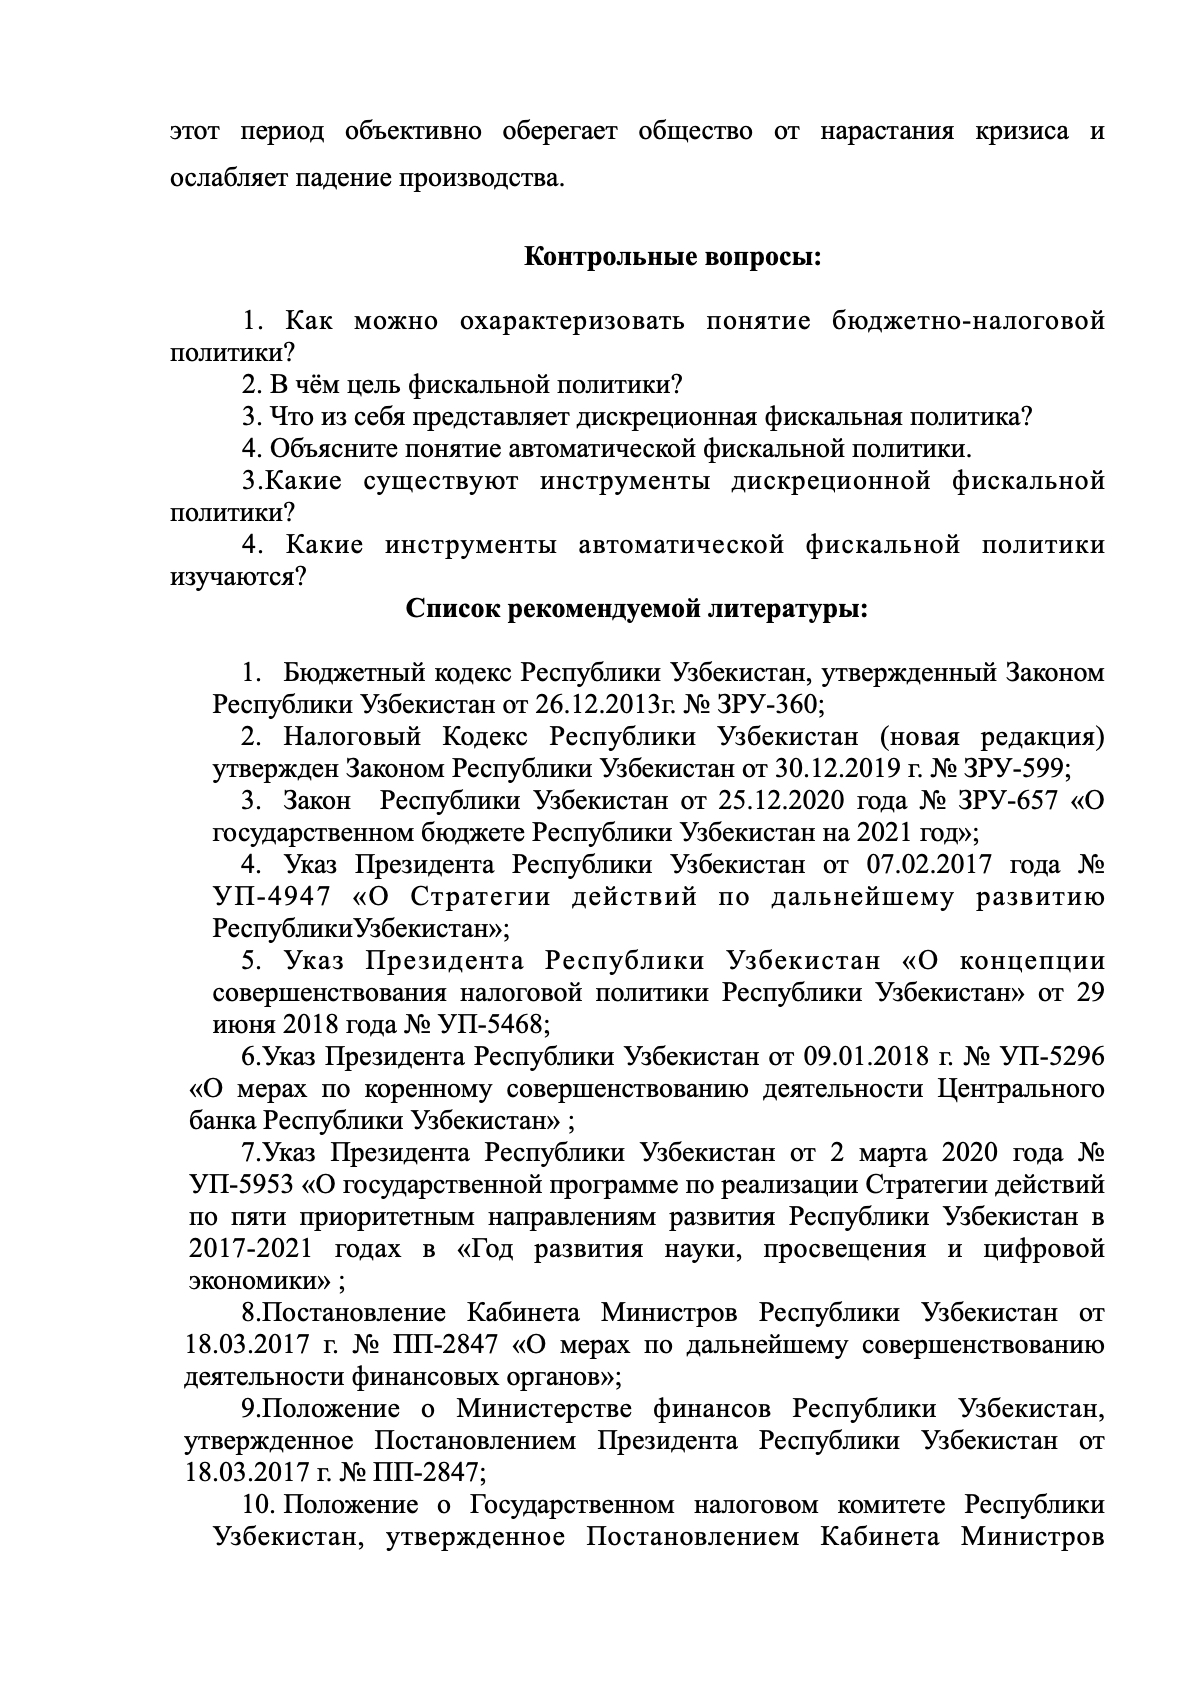 этот период объективно оберегает общество от нарастания кризиса и
ослабляет падение производства.
Контрольные вопросы:
1. Как можно охарактеризовать понятие бюджетно-налоговой
политики?
2. В чём цель фискальной политики?
3. Что из себя представляет дискреционная фискальная политика?
4. Объясните понятие автоматической фискальной политики.
3.Какие существуют инструменты дискреционной фискальной
политики?
4. Какие инструменты автоматической фискальной политики
изучаются?
Список рекомендуемой литературы:
1. Бюджетный кодекс Республики Узбекистан, утвержденный Законом
Республики Узбекистан от 26.12.2013г. № ЗРУ-360;
2. Налоговый Кодекс Республики Узбекистан (новая редакция)
утвержден Законом Республики Узбекистан от 30.12.2019 г. № ЗРУ-599;
3. Закон Республики Узбекистан от 25.12.2020 года № ЗРУ-657 «О
государственном бюджете Республики Узбекистан на 2021 год»;
4. Указ Президента Республики Узбекистан от 07.02.2017 года №
УП-4947 «О Стратегии действий по дальнейшему развитию
РеспубликиУзбекистан»;
5. Указ Президента Республики Узбекистан «О концепции
совершенствования налоговой политики Республики Узбекистан» от 29
июня 2018 года № УП-5468;
6.Указ Президента Республики Узбекистан от 09.01.2018 г. № УП-5296
«О мерах по коренному совершенствованию деятельности Центрального
банка Республики Узбекистан» ;
7.Указ Президента Республики Узбекистан от 2 марта 2020 года №
УП-5953 «О государственной программе по реализации Стратегии действий
по пяти приоритетным направлениям развития Республики Узбекистан в
2017-2021 годах в «Год развития науки, просвещения и цифровой
экономики» ;
8.Постановление Кабинета Министров Республики Узбекистан от
18.03.2017 г. № ПП-2847 «О мерах по дальнейшему совершенствованию
деятельности финансовых органов»;
9.Положение о Министерстве финансов Республики Узбекистан,
утвержденное Постановлением Президента Республики Узбекистан от
18.03.2017 г. № ПП-2847;
10. Положение о Государственном налоговом комитете Республики
Узбекистан, утвержденное Постановлением Кабинета Министров